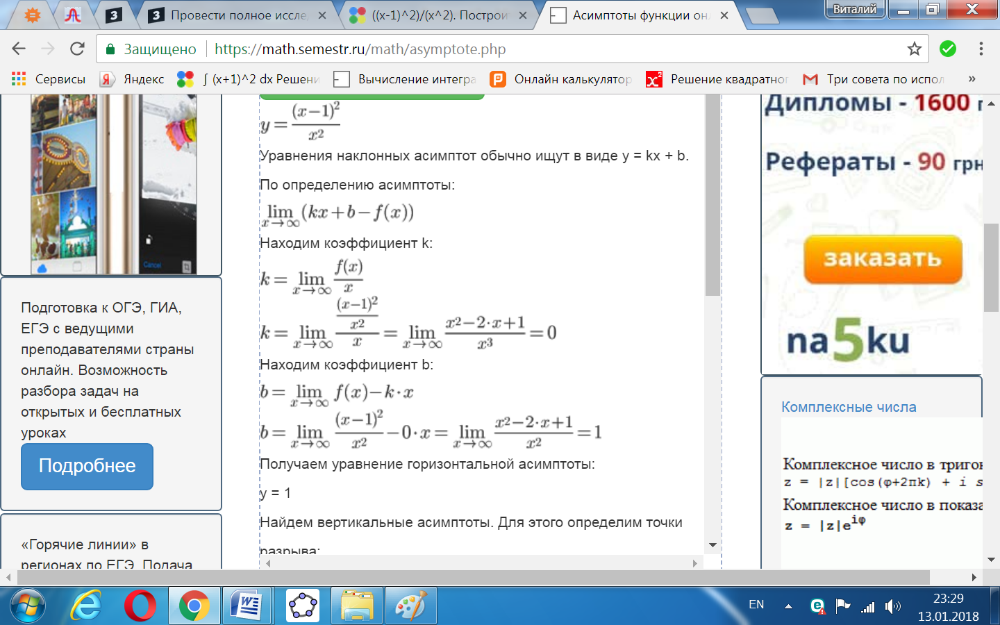 Виталий
Провести полное иссле
((x-1)^2)/(x^2). Построи
Асимптоты функции онл
Защищено
https://math.semestr.ru/math/asymptote.php
Сервисы
Яндекс
∫ (x+1)^2 dx Решени
Вычисление интегра
Онлайн калькулятор
Решение квадратног
Три совета по испол
»
Cancel
Подготовка к ОГЭ, ГИА,
ЕГЭ с ведущими
преподавателями страны
онлайн. Возможность
разбора задач на
открытых и бесплатных
уроках
Подробнее
«Горячие линии» в
регионах по ЕГЭ. Подача
y = (x−1)²/x²
Уравнения наклонных асимптот обычно ищут в виде y = kx + b.
По определению асимптоты:
lim x→∞ (kx + b − f(x))
Находим коэффициент k:
k = lim x→∞ f(x)/x
k = lim x→∞ ((x−1)²/x²)/x = lim x→∞ (x²−2·x+1)/x³ = 0
Находим коэффициент b:
b = lim x→∞ f(x)−k·x
b = lim x→∞ (x−1)²/x² −0·x = lim x→∞ (x²−2·x+1)/x² = 1
Получаем уравнение горизонтальной асимптоты:
y = 1
Найдем вертикальные асимптоты. Для этого определим точки
разрыва:
Дипломы - 1600 г
Рефераты - 90 грн
заказать
na5ku
Комплексные числа
Комплексное число в тригон
z = |z|[cos(φ+2πk) + i s
Комплексное число в показа
z = |z|e^iφ
EN
23:29
13.01.2018